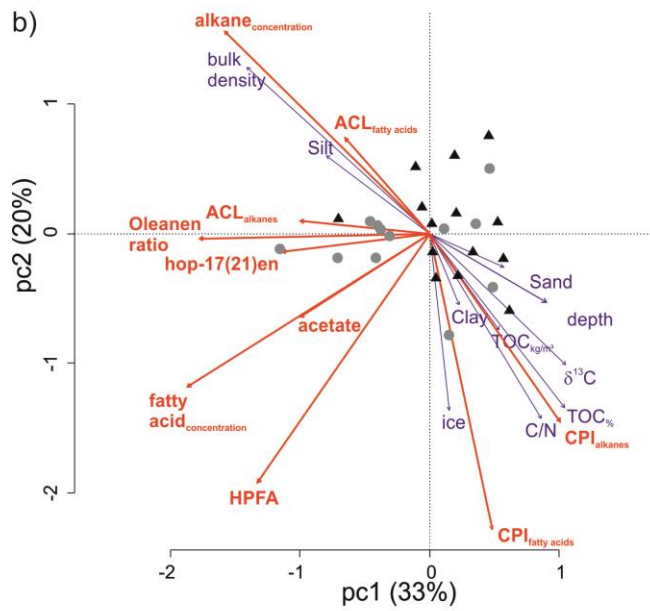 b)
alkane concentration
bulk
density
1
ACL fatty acids
Silt
ACL alkanes
Oleanen
ratio
0
hop-17(21)en
Sand
depth
acetate
Clay
TOC kg/m³
-1
δ¹³C
fatty
acid concentration
ice
C/N
TOC %
CPI alkanes
HPFA
-2
CPI fatty acids
pc2 (20%)
-2 -1 0 1
pc1 (33%)